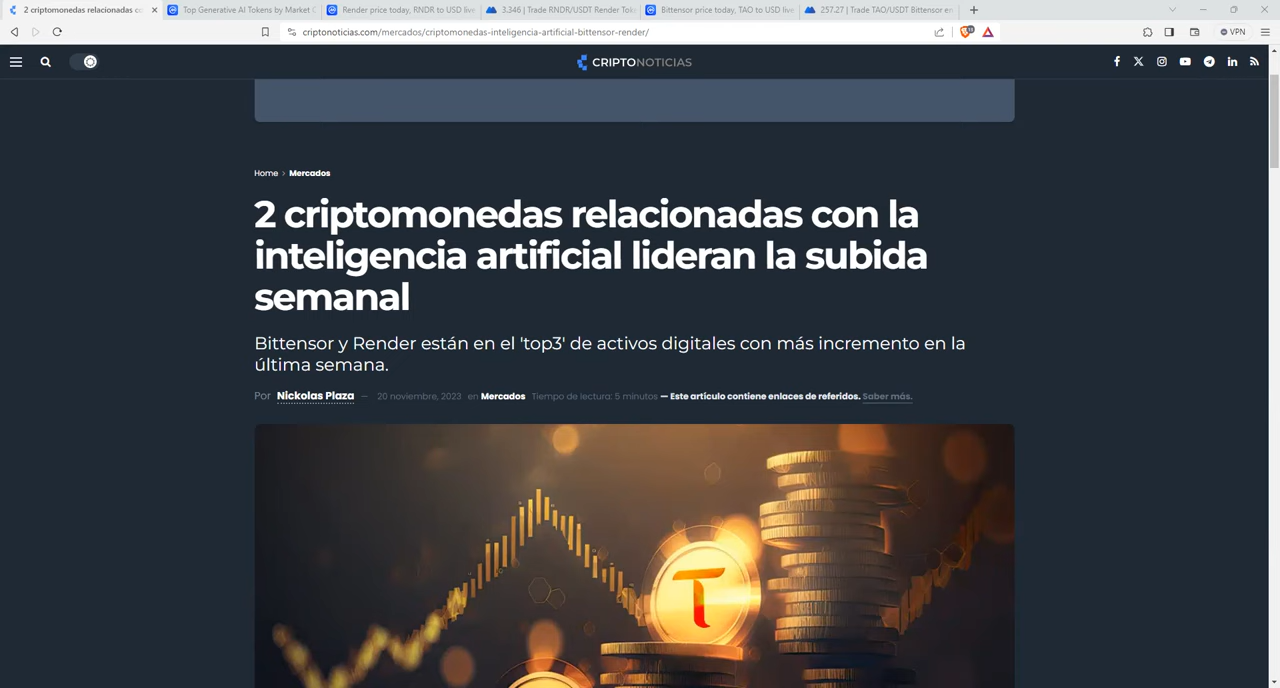 2 criptomonedas relacionadas co
Top Generative AI Tokens by Market C
Render price today, RNDR to USD live
3.346 | Trade RNDR/USDT Render Tok
Bittensor price today, TAO to USD live
257.27 | Trade TAO/USDT Bittensor en
criptonoticias.com/mercados/criptomonedas-inteligencia-artificial-bittensor-render/
VPN
CRIPTONOTICIAS
Home > Mercados
2 criptomonedas relacionadas con la
inteligencia artificial lideran la subida
semanal
Bittensor y Render están en el 'top3' de activos digitales con más incremento en la
última semana.
Por Nickolas Plaza — 20 noviembre, 2023 en Mercados Tiempo de lectura: 5 minutos — Este artículo contiene enlaces de referidos. Saber más.